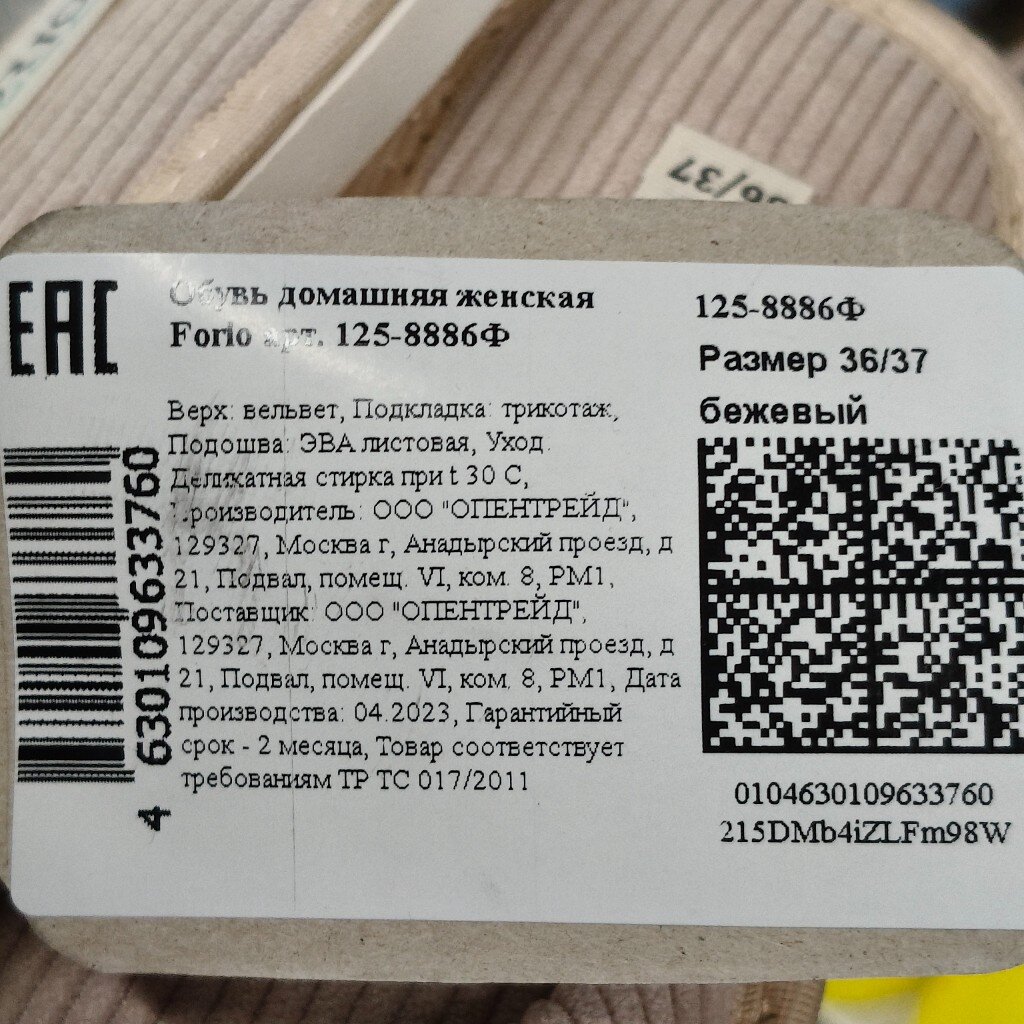 36/37
ЕАС
Обувь домашняя женская
Forio арт. 125-8886Ф
Верх: вельвет, Подкладка: трикотаж,
Подошва: ЭВА листовая, Уход:
Деликатная стирка при t 30 С,
Производитель: ООО "ОПЕНТРЕЙД",
129327, Москва г, Анадырский проезд, д
21, Подвал, помещ. VI, ком. 8, РМ1,
Поставщик: ООО "ОПЕНТРЕЙД",
129327, Москва г, Анадырский проезд, д
21, Подвал, помещ. VI, ком. 8, РМ1, Дата
производства: 04.2023, Гарантийный
срок - 2 месяца, Товар соответствует
требованиям ТР ТС 017/2011
4 630109 633760
125-8886Ф
Размер 36/37
бежевый
0104630109633760
215DMb4iZLFm98W